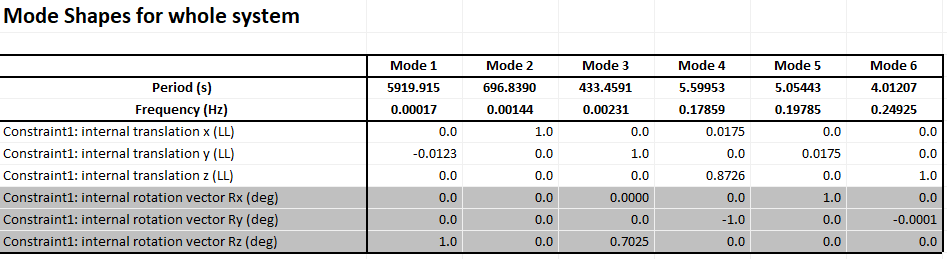 Mode Shapes for whole system
Mode 1 Mode 2 Mode 3 Mode 4 Mode 5 Mode 6
Period (s) 5919.915 696.8390 433.4591 5.59953 5.05443 4.01207
Frequency (Hz) 0.00017 0.00144 0.00231 0.17859 0.19785 0.24925
Constraint1: internal translation x (LL) 0.0 1.0 0.0 0.0175 0.0 0.0
Constraint1: internal translation y (LL) -0.0123 0.0 1.0 0.0 0.0175 0.0
Constraint1: internal translation z (LL) 0.0 0.0 0.0 0.8726 0.0 1.0
Constraint1: internal rotation vector Rx (deg) 0.0 0.0 0.0000 0.0 1.0 0.0
Constraint1: internal rotation vector Ry (deg) 0.0 0.0 0.0 -1.0 0.0 -0.0001
Constraint1: internal rotation vector Rz (deg) 1.0 0.0 0.7025 0.0 0.0 0.0